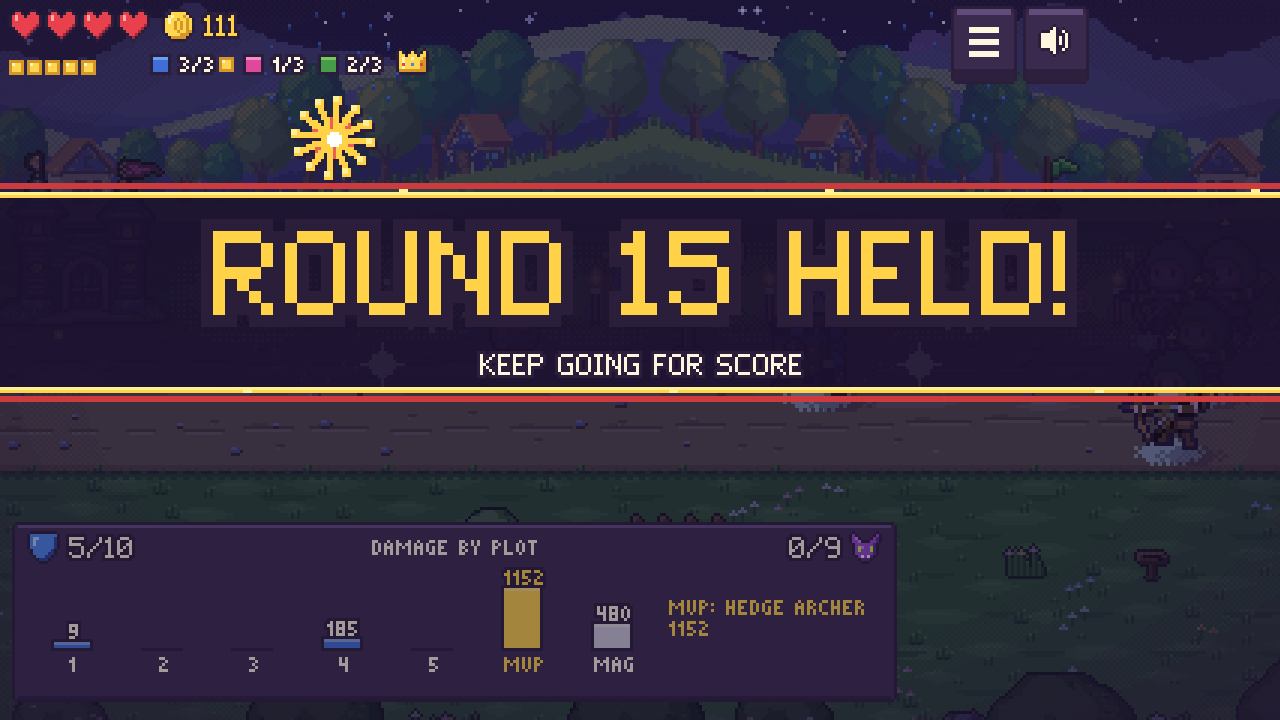 111
3/3 1/3 2/3
ROUND 15 HELD!
KEEP GOING FOR SCORE
5/10 DAMAGE BY PLOT 0/9
9 185 1152 480
MVP: HEDGE ARCHER
1152
1 2 3 4 5 MVP MAG